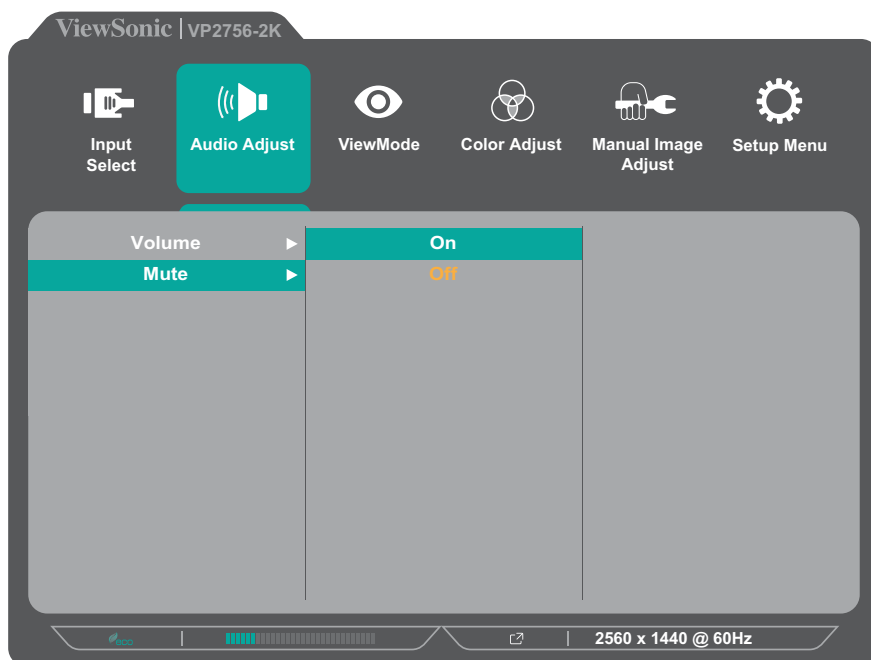 ViewSonic | VP2756-2K
Input Select
Audio Adjust
ViewMode
Color Adjust
Manual Image Adjust
Setup Menu
Volume
On
Mute
Off
eco
2560 x 1440 @ 60Hz